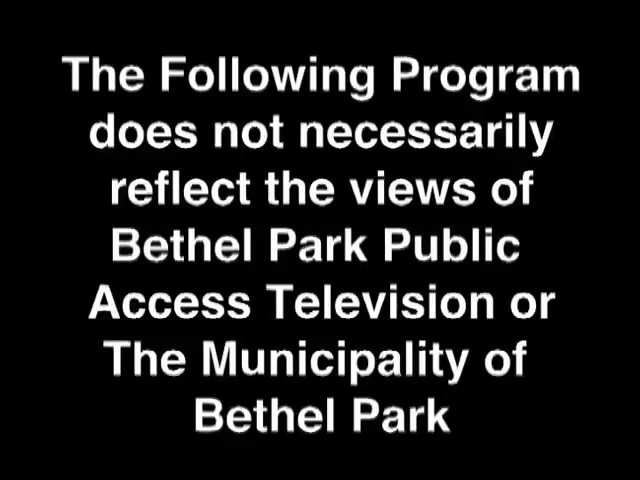 The Following Program
does not necessarily
reflect the views of
Bethel Park Public
Access Television or
The Municipality of
Bethel Park